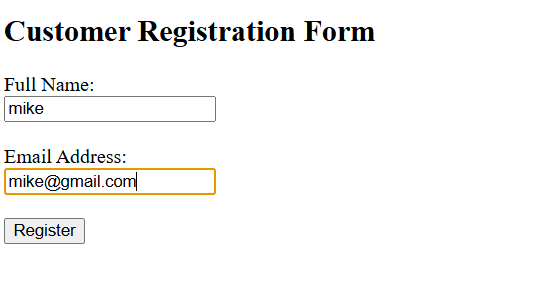 Customer Registration Form
Full Name:
mike
Email Address:
mike@gmail.com
Register